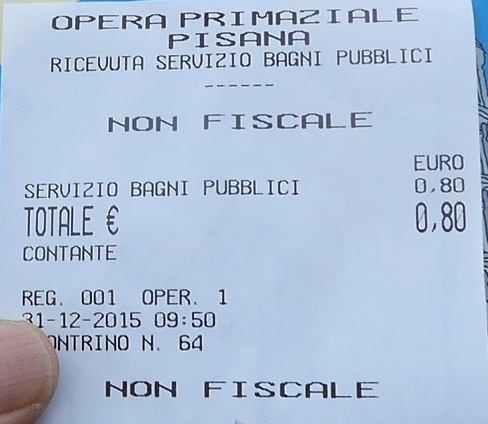 OPERA PRIMAZIALE
PISANA
RICEVUTA SERVIZIO BAGNI PUBBLICI
------
NON FISCALE
EURO
SERVIZIO BAGNI PUBBLICI 0,80
TOTALE € 0,80
CONTANTE
REG. 001 OPER. 1
31-12-2015 09:50
ONTRINO N. 64
NON FISCALE